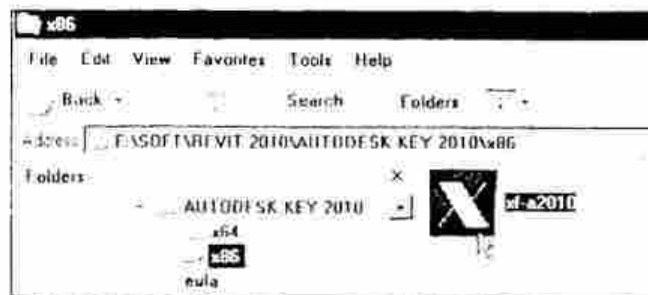 x86
File Edit View Favorites Tools Help
Back Search Folders
Address F:\SOFT\REVIT 2010\AUTODESK KEY 2010\x86
Folders x
AUTODESK KEY 2010
x64
x86
eula
xf-a2010